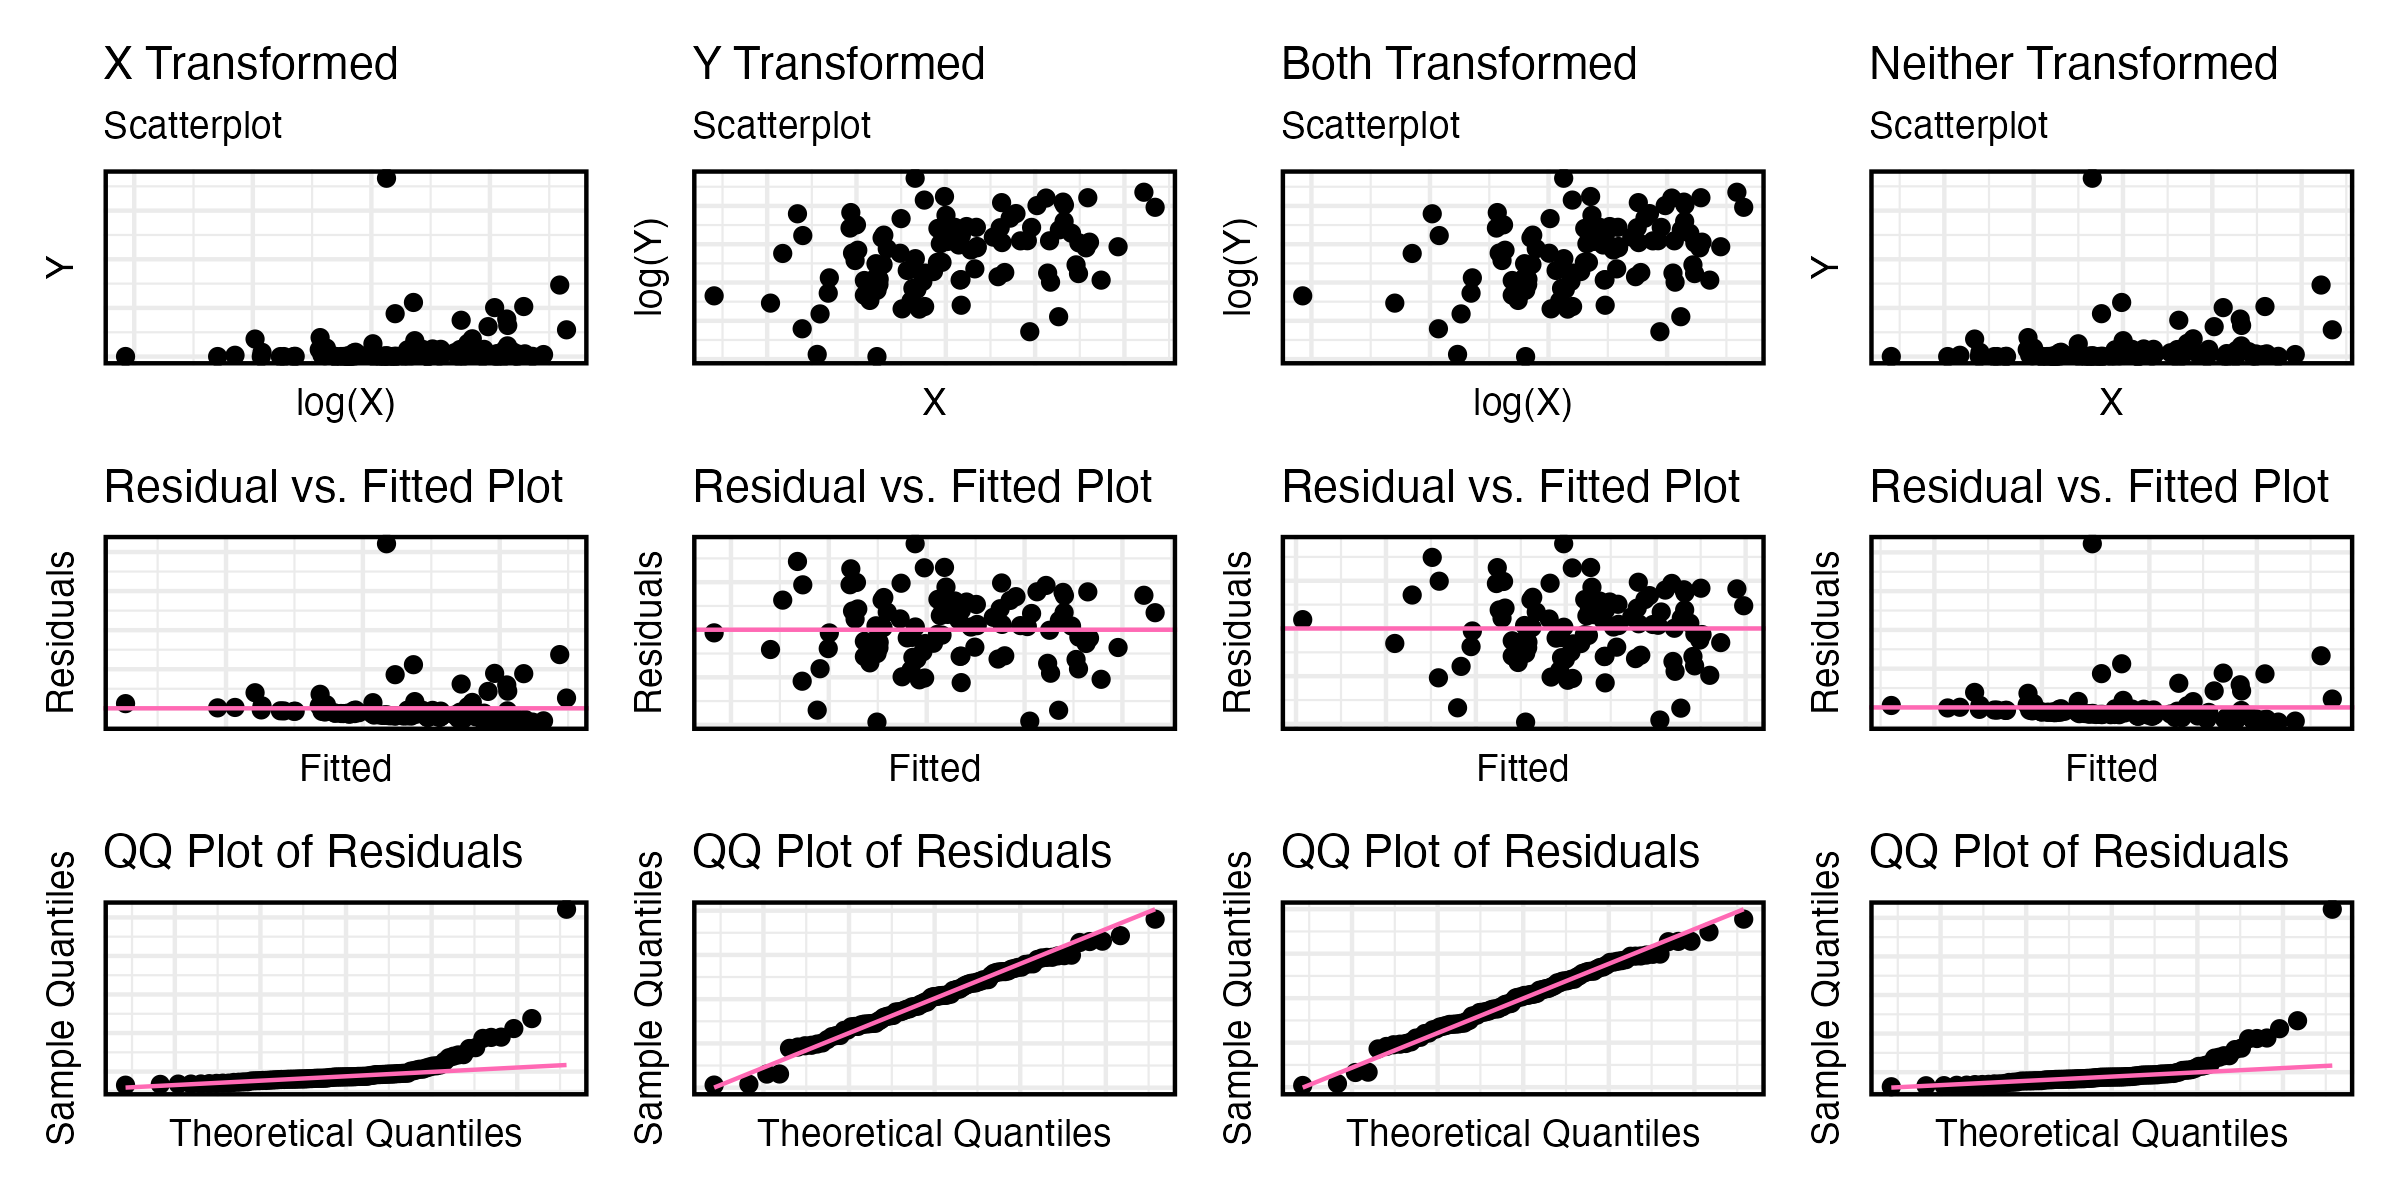 X Transformed
Scatterplot
Y
log(X)
Residual vs. Fitted Plot
Residuals
Fitted
QQ Plot of Residuals
Sample Quantiles
Theoretical Quantiles
Y Transformed
Scatterplot
log(Y)
X
Residual vs. Fitted Plot
Residuals
Fitted
QQ Plot of Residuals
Sample Quantiles
Theoretical Quantiles
Both Transformed
Scatterplot
log(Y)
log(X)
Residual vs. Fitted Plot
Residuals
Fitted
QQ Plot of Residuals
Sample Quantiles
Theoretical Quantiles
Neither Transformed
Scatterplot
Y
X
Residual vs. Fitted Plot
Residuals
Fitted
QQ Plot of Residuals
Sample Quantiles
Theoretical Quantiles